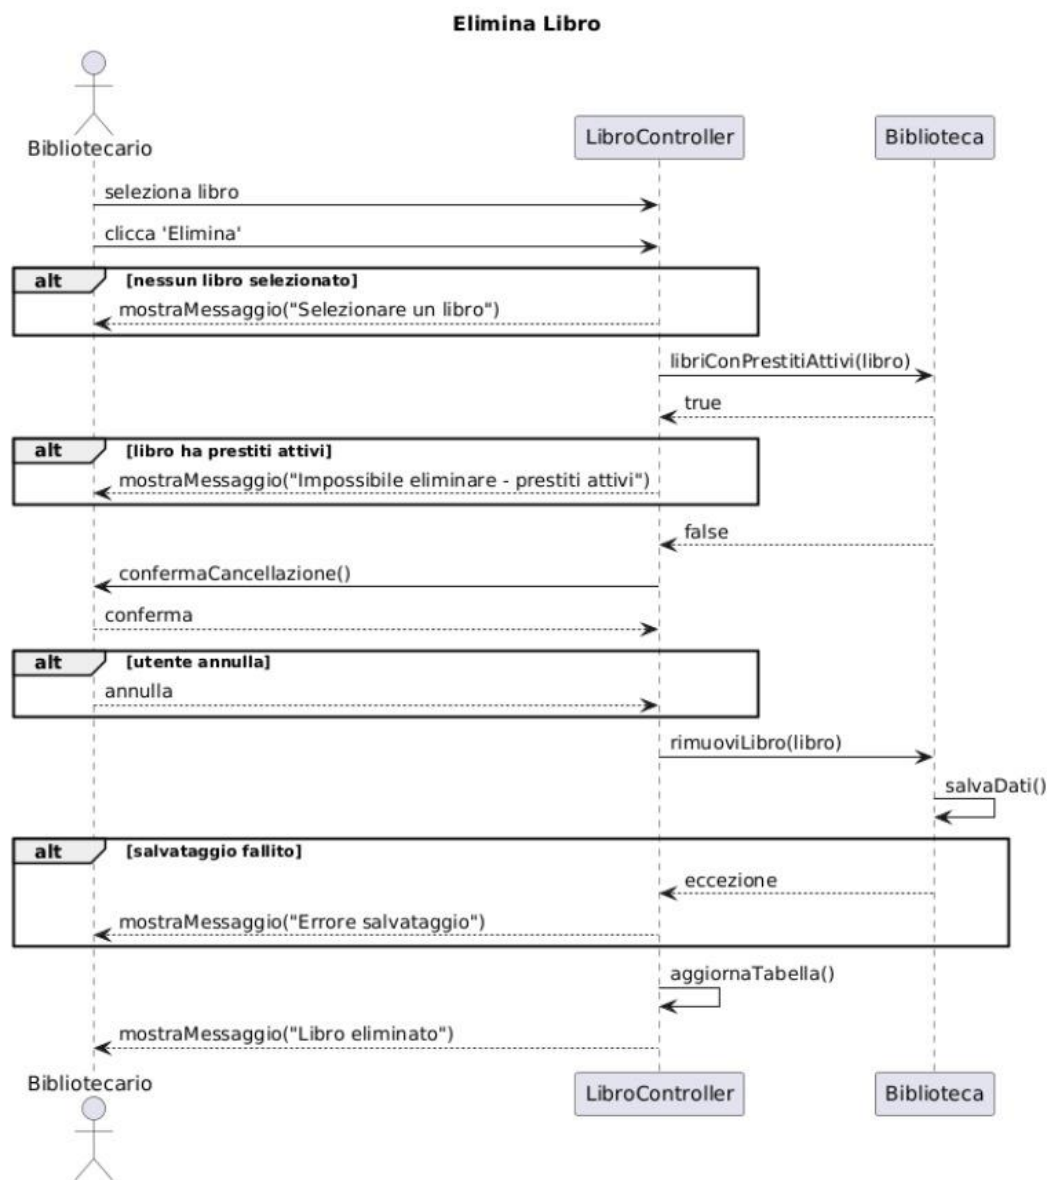 Elimina Libro
Bibliotecario
LibroController
Biblioteca
seleziona libro
clicca 'Elimina'
alt [nessun libro selezionato]
mostraMessaggio("Selezionare un libro")
libriConPrestitiAttivi(libro)
true
alt [libro ha prestiti attivi]
mostraMessaggio("Impossibile eliminare - prestiti attivi")
false
confermaCancellazione()
conferma
alt [utente annulla]
annulla
rimuoviLibro(libro)
salvaDati()
alt [salvataggio fallito]
eccezione
mostraMessaggio("Errore salvataggio")
aggiornaTabella()
mostraMessaggio("Libro eliminato")
Bibliotecario
LibroController
Biblioteca